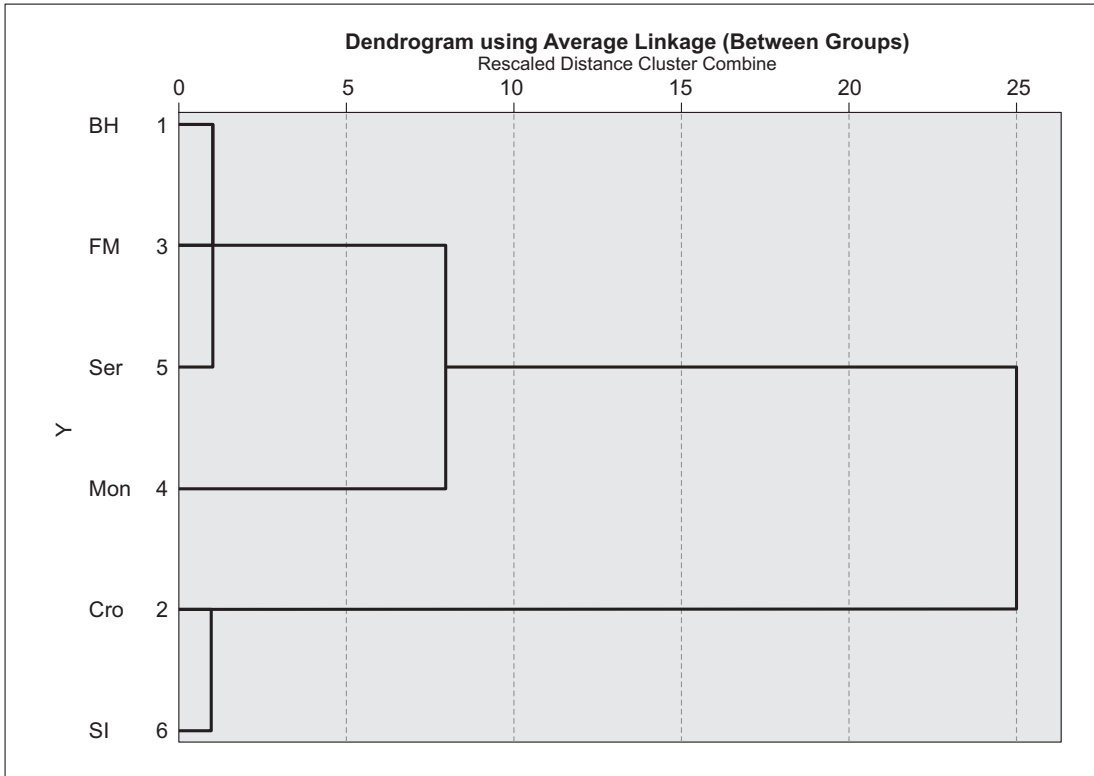 Dendrogram using Average Linkage (Between Groups)
Rescaled Distance Cluster Combine
0 5 10 15 20 25
BH 1
FM 3
Ser 5
Y
Mon 4
Cro 2
SI 6